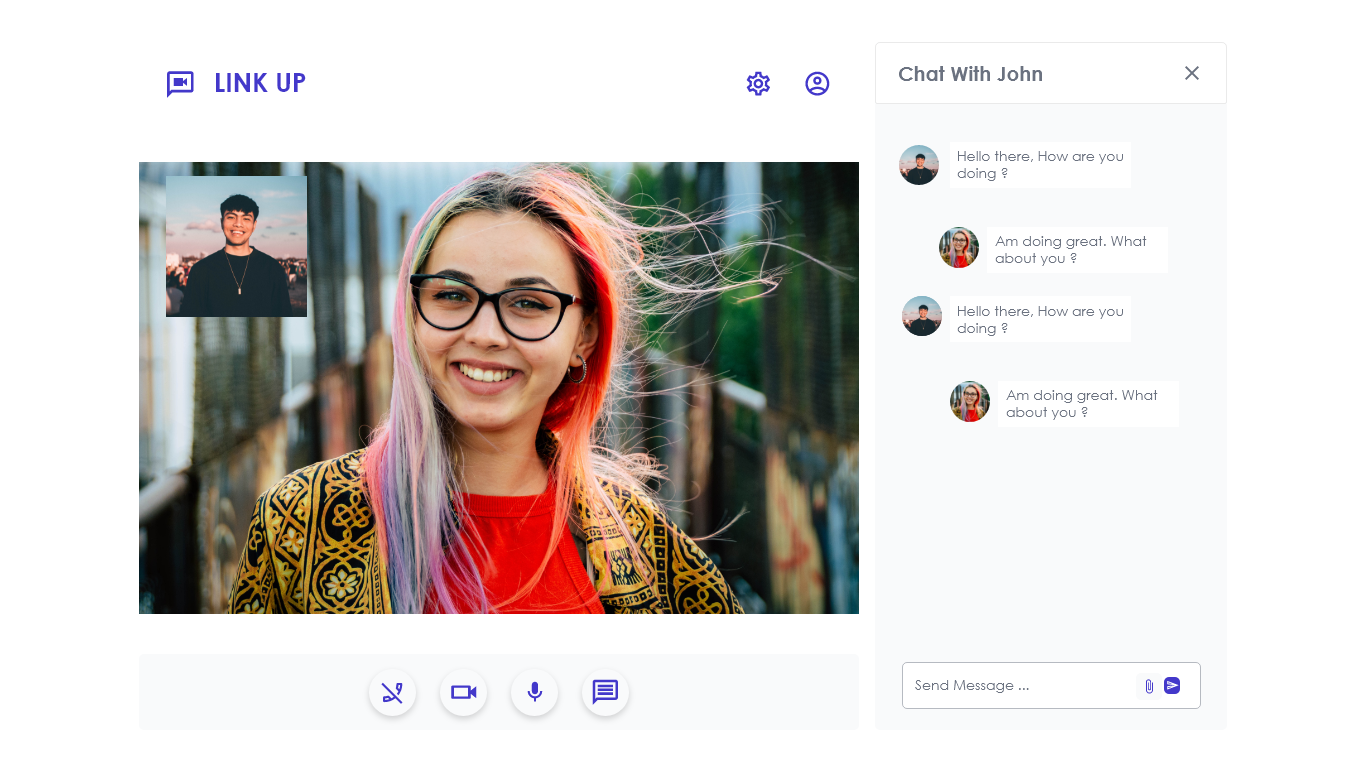 LINK UP
Chat With John
Hello there, How are you
doing ?
Am doing great. What
about you ?
Hello there, How are you
doing ?
Am doing great. What
about you ?
Send Message ...